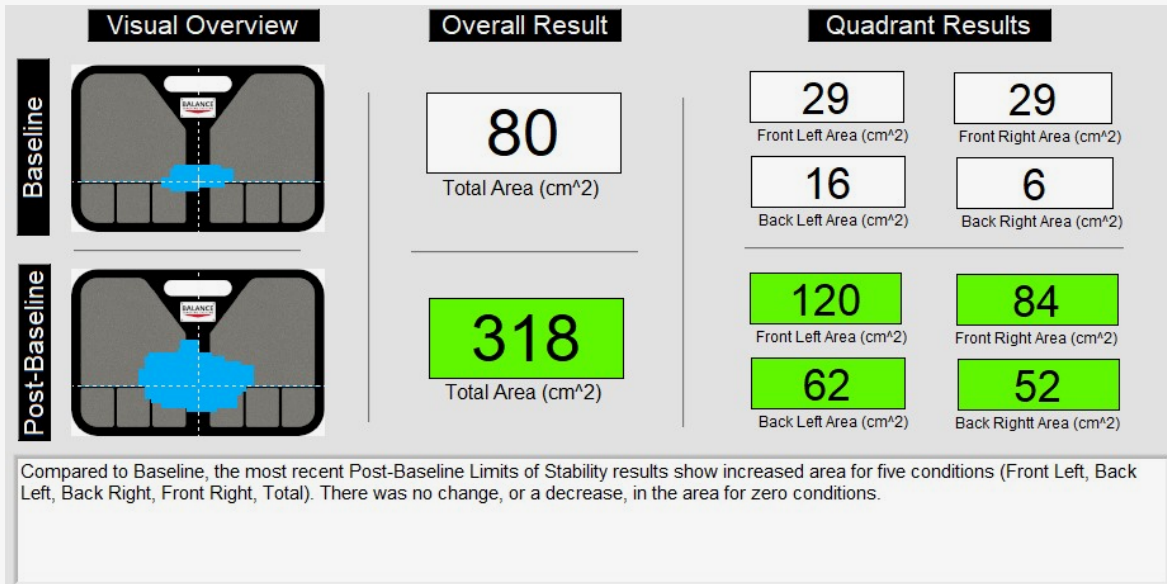 Visual Overview
Overall Result
Quadrant Results
Baseline
BALANCE
80
Total Area (cm^2)
29
Front Left Area (cm^2)
29
Front Right Area (cm^2)
16
Back Left Area (cm^2)
6
Back Right Area (cm^2)
Post-Baseline
BALANCE
318
Total Area (cm^2)
120
Front Left Area (cm^2)
84
Front Right Area (cm^2)
62
Back Left Area (cm^2)
52
Back Rightt Area (cm^2)
Compared to Baseline, the most recent Post-Baseline Limits of Stability results show increased area for five conditions (Front Left, Back
Left, Back Right, Front Right, Total). There was no change, or a decrease, in the area for zero conditions.